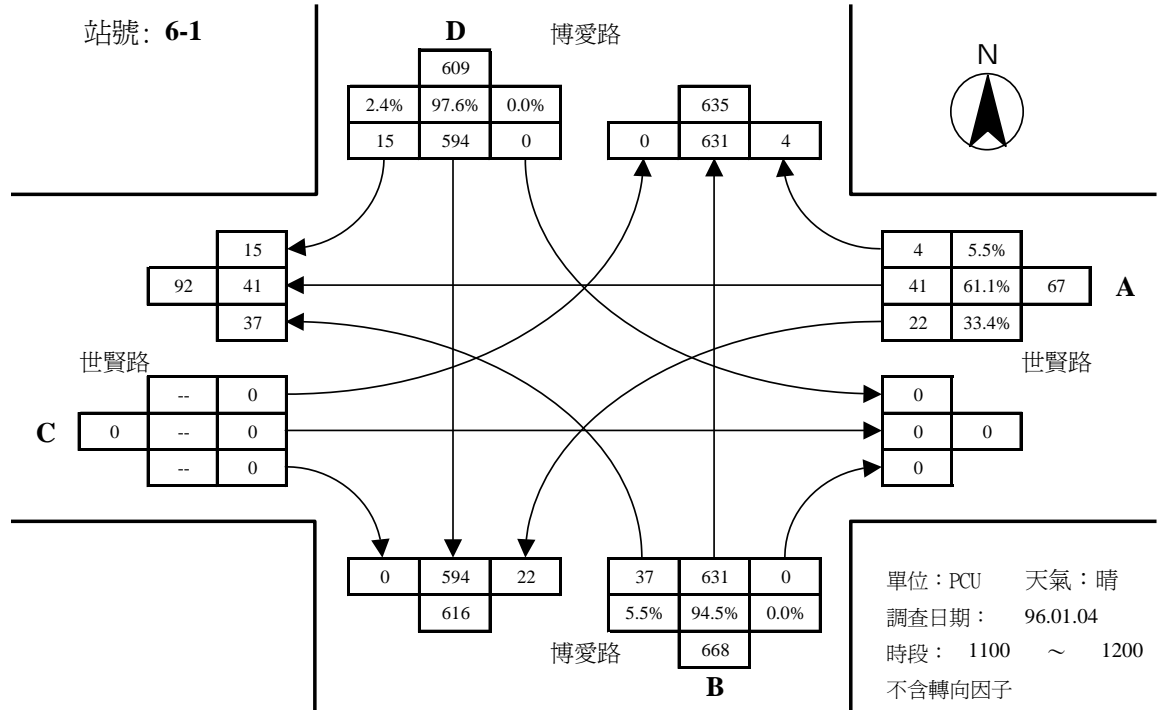 站號: 6-1
D
博愛路
N
609
2.4% 97.6% 0.0%
15 594 0
635
0 631 4
15
92 41
37
4 5.5%
41 61.1% 67
22 33.4%
A
世賢路
世賢路
-- 0
C 0 -- 0
-- 0
0
0 0
0
0 594 22
616
37 631 0
5.5% 94.5% 0.0%
668
博愛路
B
單位：PCU 天氣：晴
調查日期： 96.01.04
時段： 1100 ～ 1200
不含轉向因子